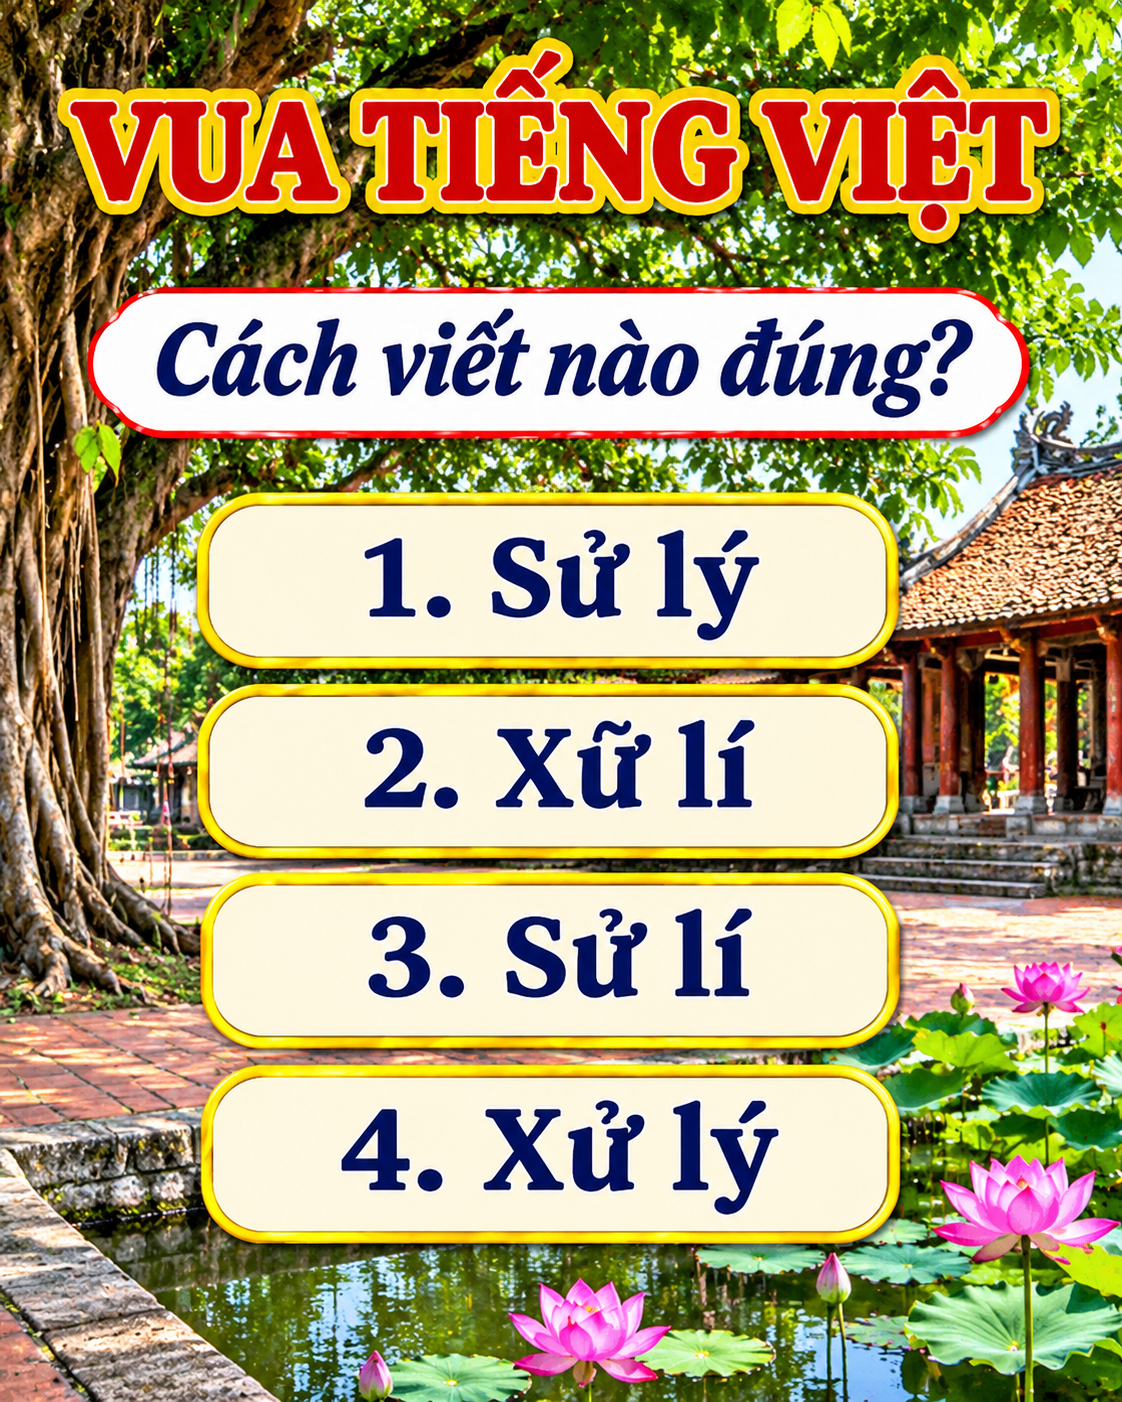 VUA TIẾNG VIỆT
Cách viết nào đúng?
1. Sử lý
2. Xữ lí
3. Sử lí
4. Xử lý